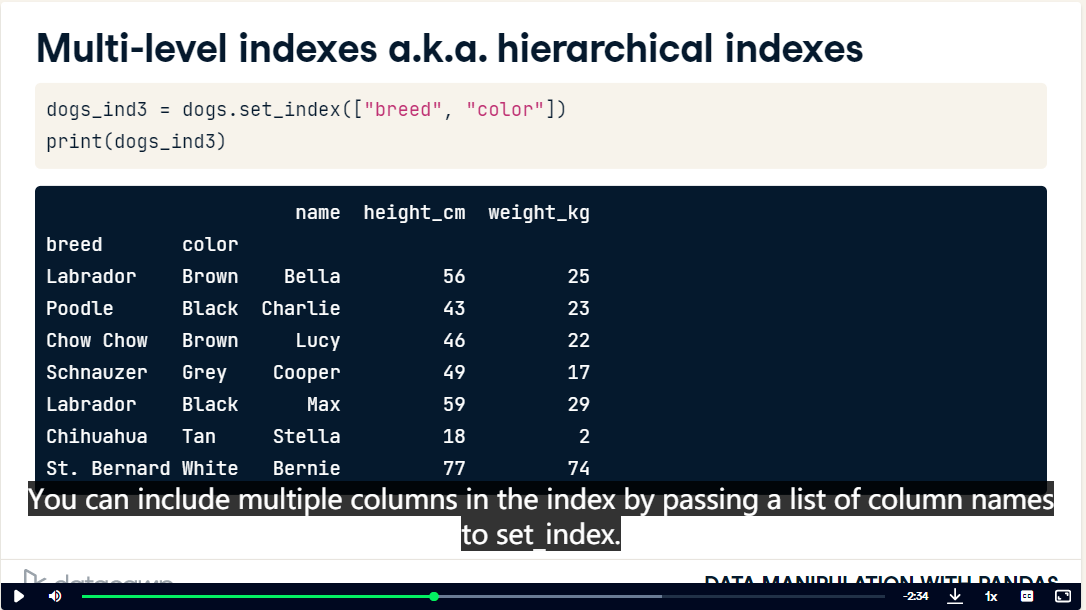 Multi-level indexes a.k.a. hierarchical indexes
dogs_ind3 = dogs.set_index(["breed", "color"])
print(dogs_ind3)
name height_cm weight_kg
breed color
Labrador Brown Bella 56 25
Poodle Black Charlie 43 23
Chow Chow Brown Lucy 46 22
Schnauzer Grey Cooper 49 17
Labrador Black Max 59 29
Chihuahua Tan Stella 18 2
St. Bernard White Bernie 77 74
You can include multiple columns in the index by passing a list of column names
to set_index.
datacamp DATA MANIPULATION WITH PANDAS
-2:34 1x CC